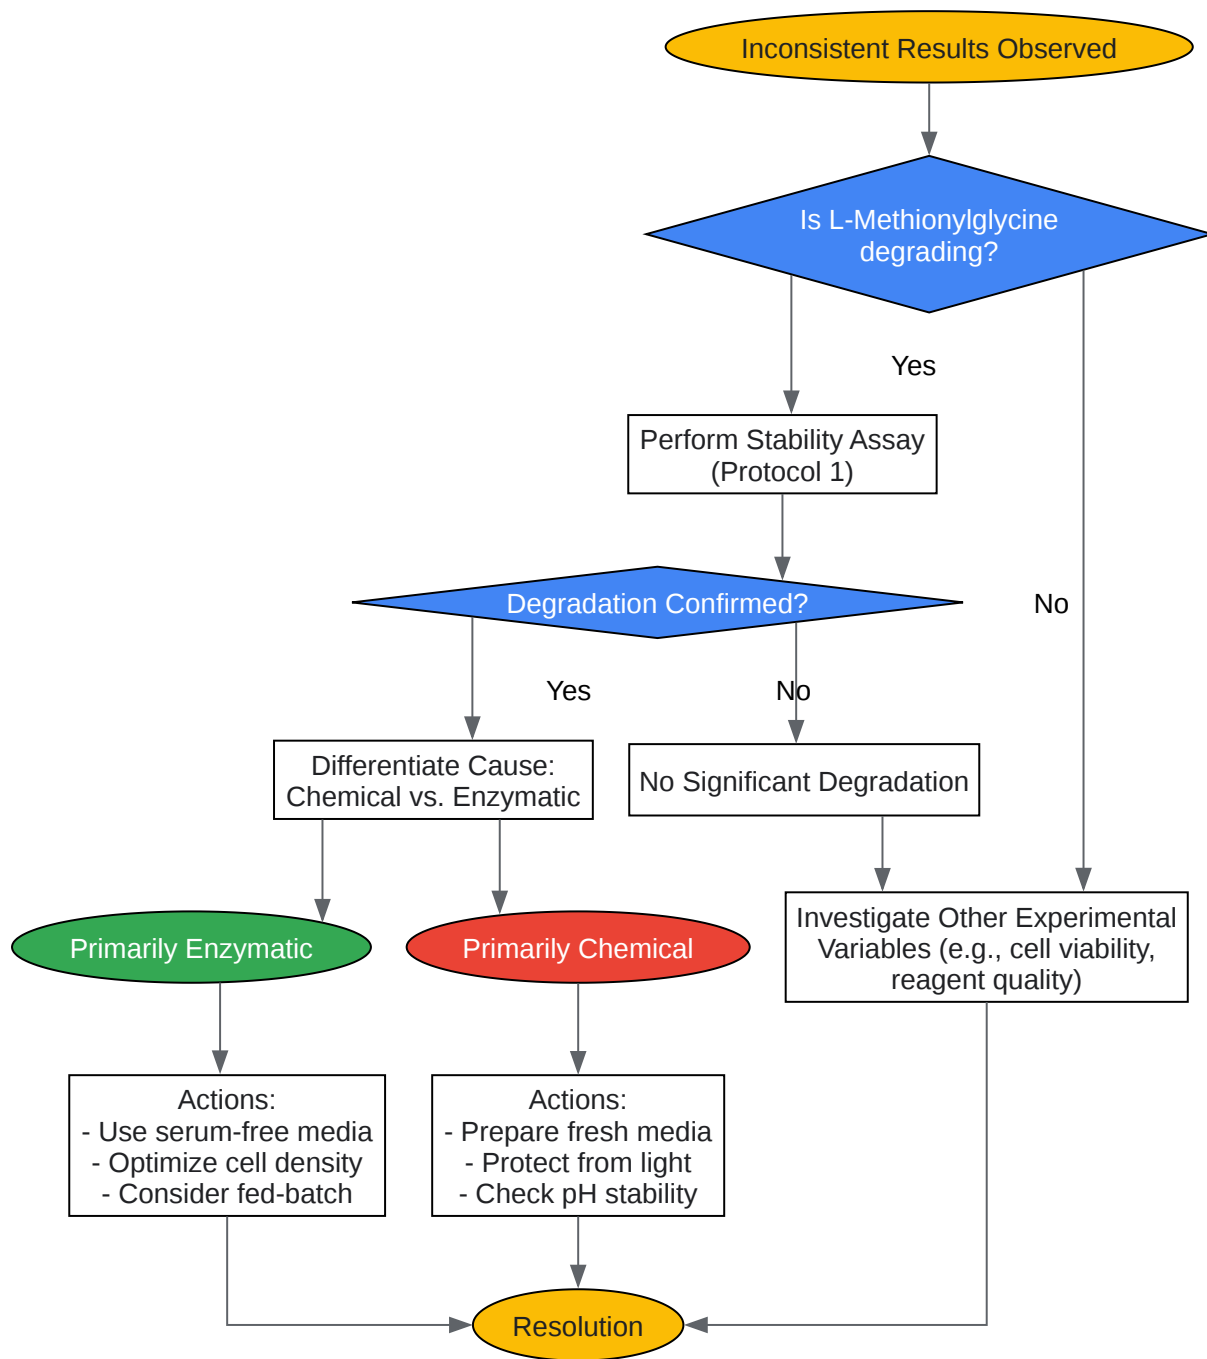 Inconsistent Results Observed
Is L-Methionylglycine
degrading?
Yes
Perform Stability Assay
(Protocol 1)
Degradation Confirmed?
No
Yes
No
Differentiate Cause:
Chemical vs. Enzymatic
No Significant Degradation
Investigate Other Experimental
Variables (e.g., cell viability,
reagent quality)
Primarily Enzymatic
Primarily Chemical
Actions:
- Use serum-free media
- Optimize cell density
- Consider fed-batch
Actions:
- Prepare fresh media
- Protect from light
- Check pH stability
Resolution